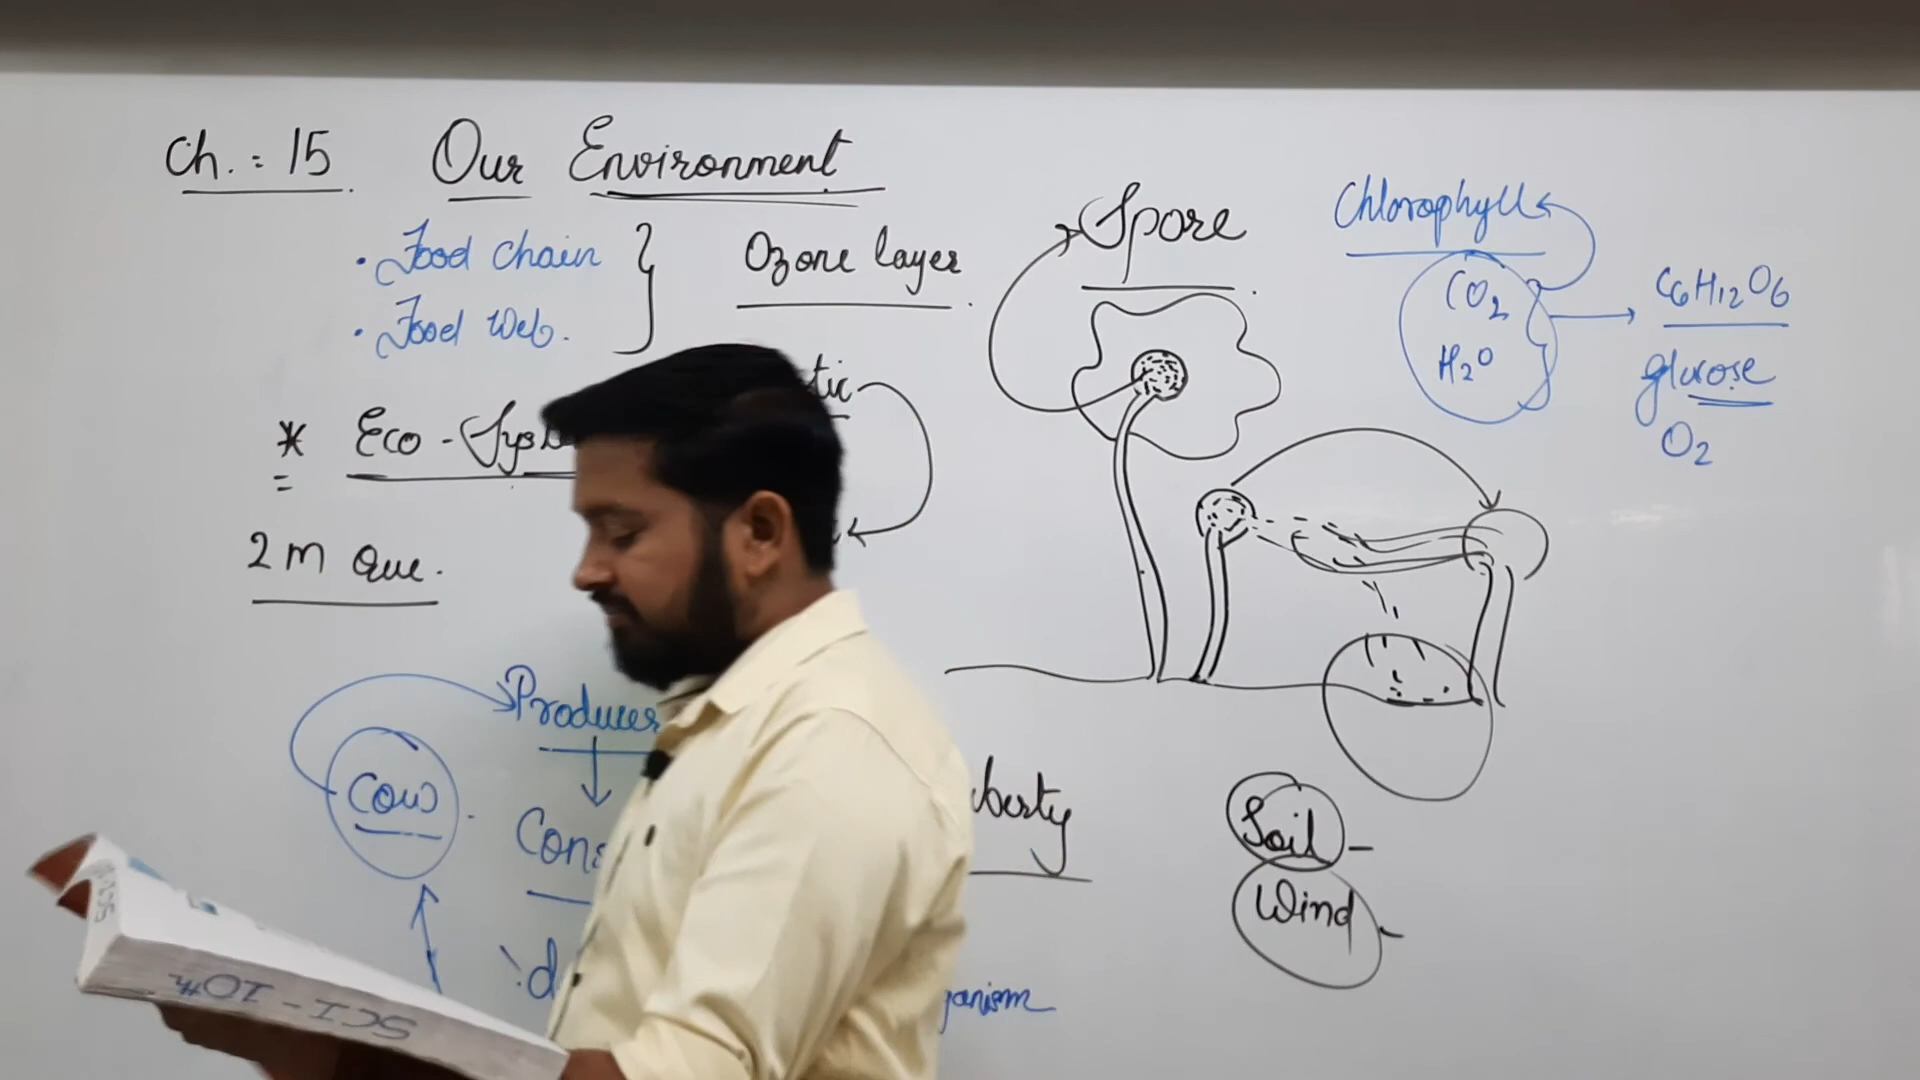 Ch. : 15 Our Environment
• Food chain
• Food Web.
Ozone layer
* Eco -
2 m Que.
Producer
Cow
Spore
Chlorophyll
CO2
H2O
C6H12O6
glucose
O2
Soil -
Wind -
SCI - 10th